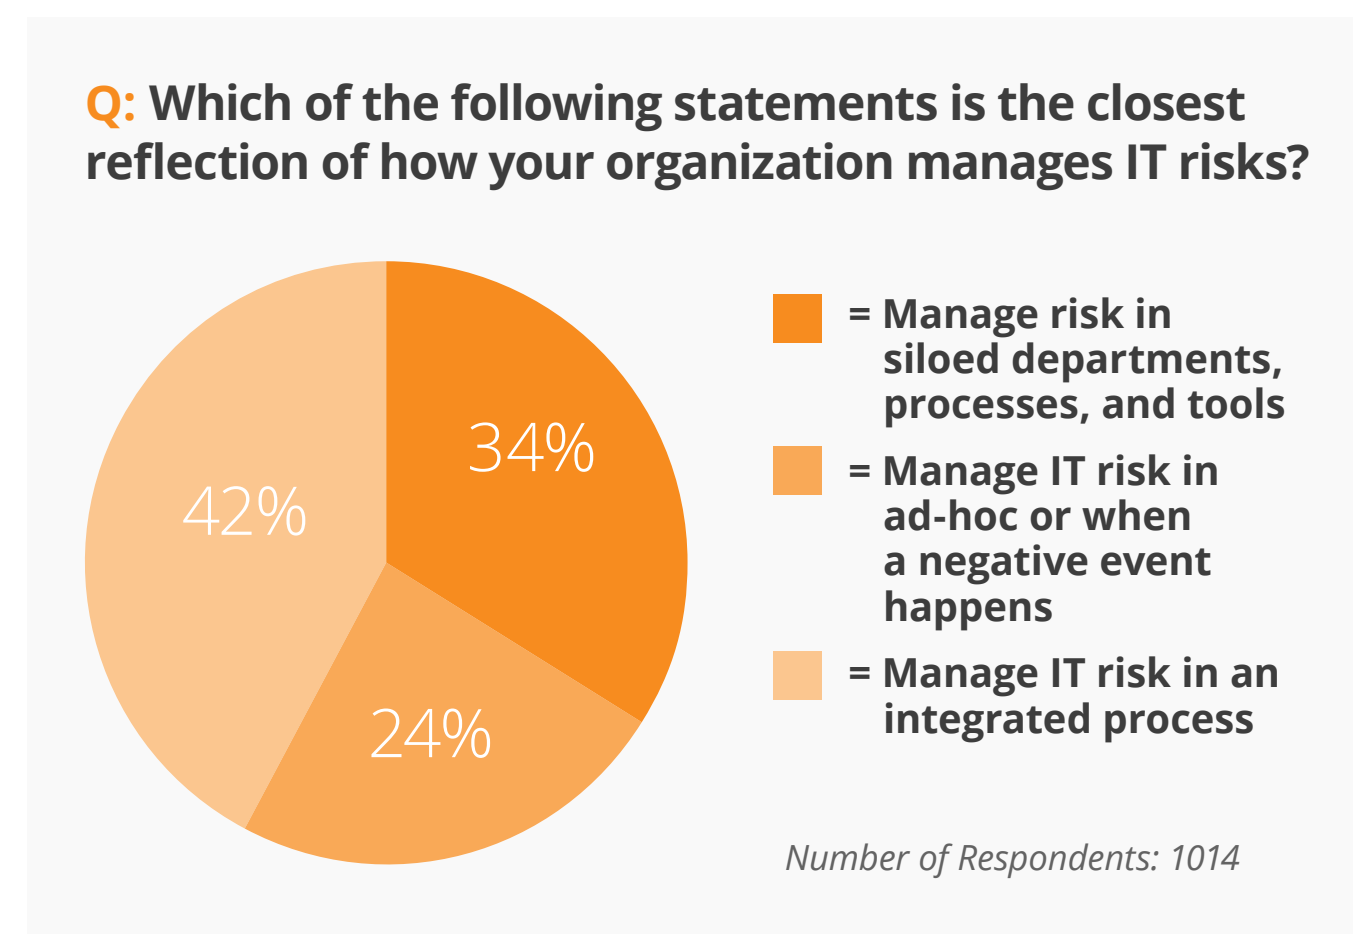 Q: Which of the following statements is the closest
reflection of how your organization manages IT risks?
34%
42%
24%
= Manage risk in
siloed departments,
processes, and tools
= Manage IT risk in
ad-hoc or when
a negative event
happens
= Manage IT risk in an
integrated process
Number of Respondents: 1014